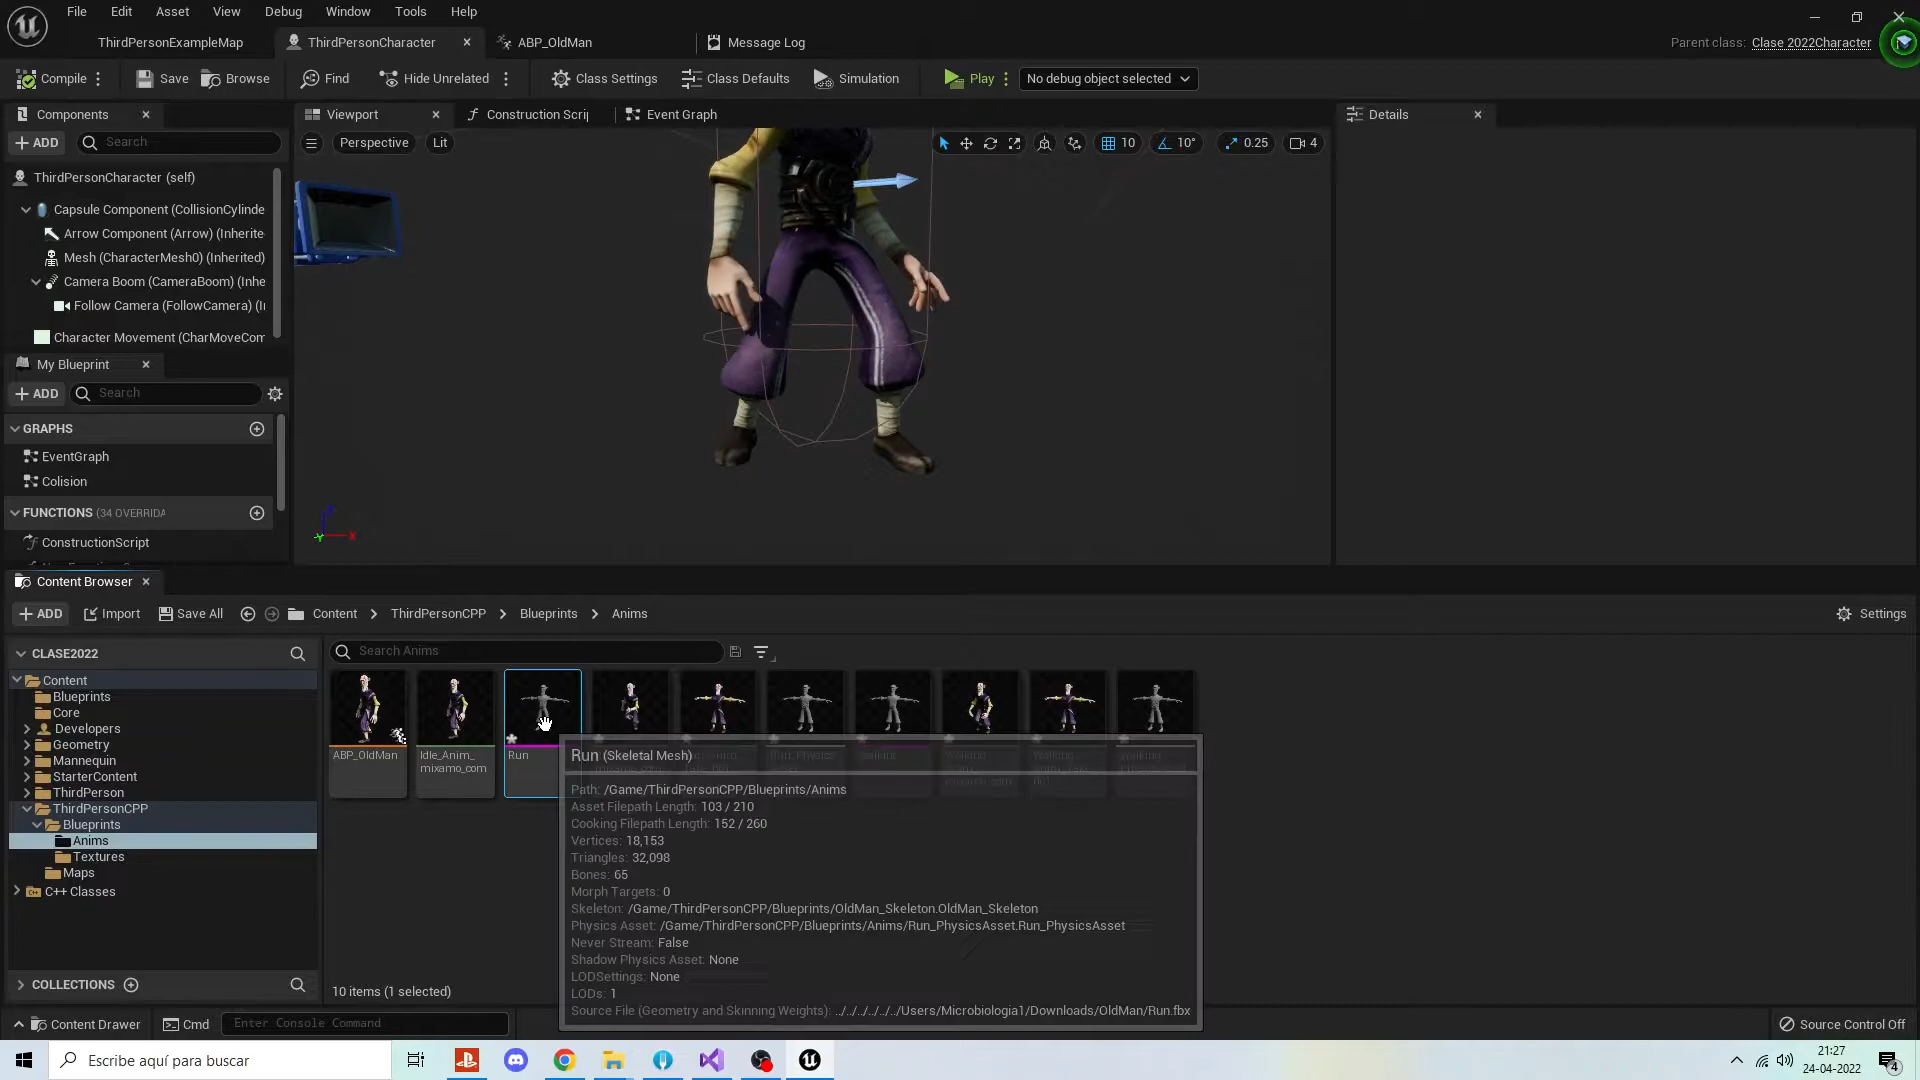 File Edit Asset View Debug Window Tools Help
ThirdPersonExampleMap ThirdPersonCharacter ABP_OldMan Message Log
Parent class: Clase 2022Character
Compile Save Browse Find Hide Unrelated Class Settings Class Defaults Simulation Play No debug object selected
Components
ADD Search
ThirdPersonCharacter (self)
Capsule Component (CollisionCylinde
Arrow Component (Arrow) (Inherite
Mesh (CharacterMesh0) (Inherited)
Camera Boom (CameraBoom) (Inhe
Follow Camera (FollowCamera) (I
Character Movement (CharMoveCom
My Blueprint
ADD Search
GRAPHS
EventGraph
Colision
FUNCTIONS (34 OVERRIDA
ConstructionScript
Viewport Construction Scrip Event Graph
Perspective Lit
10 10° 0.25 4
Details
Content Browser
ADD Import Save All Content ThirdPersonCPP Blueprints Anims
Settings
CLASE2022
Content
Blueprints
Core
Developers
Geometry
Mannequin
StarterContent
ThirdPerson
ThirdPersonCPP
Blueprints
Anims
Textures
Maps
C++ Classes
COLLECTIONS
Search Anims
ABP_OldMan
Idle_Anim_
mixamo_com
Run
Run (Skeletal Mesh)
Path: /Game/ThirdPersonCPP/Blueprints/Anims
Asset Filepath Length: 103 / 210
Cooking Filepath Length: 152 / 260
Vertices: 18,153
Triangles: 32,098
Bones: 65
Morph Targets: 0
Skeleton: /Game/ThirdPersonCPP/Blueprints/OldMan_Skeleton.OldMan_Skeleton
Physics Asset: /Game/ThirdPersonCPP/Blueprints/Anims/Run_PhysicsAsset.Run_PhysicsAsset
Never Stream: False
Shadow Physics Asset: None
LODSettings: None
LODs: 1
Source File (Geometry and Skinning Weights): ../../../../../../Users/Microbiologia1/Downloads/OldMan/Run.fbx
10 items (1 selected)
Content Drawer Cmd Enter Console Command
Source Control Off
Escribe aquí para buscar
21:27
24-04-2022
4